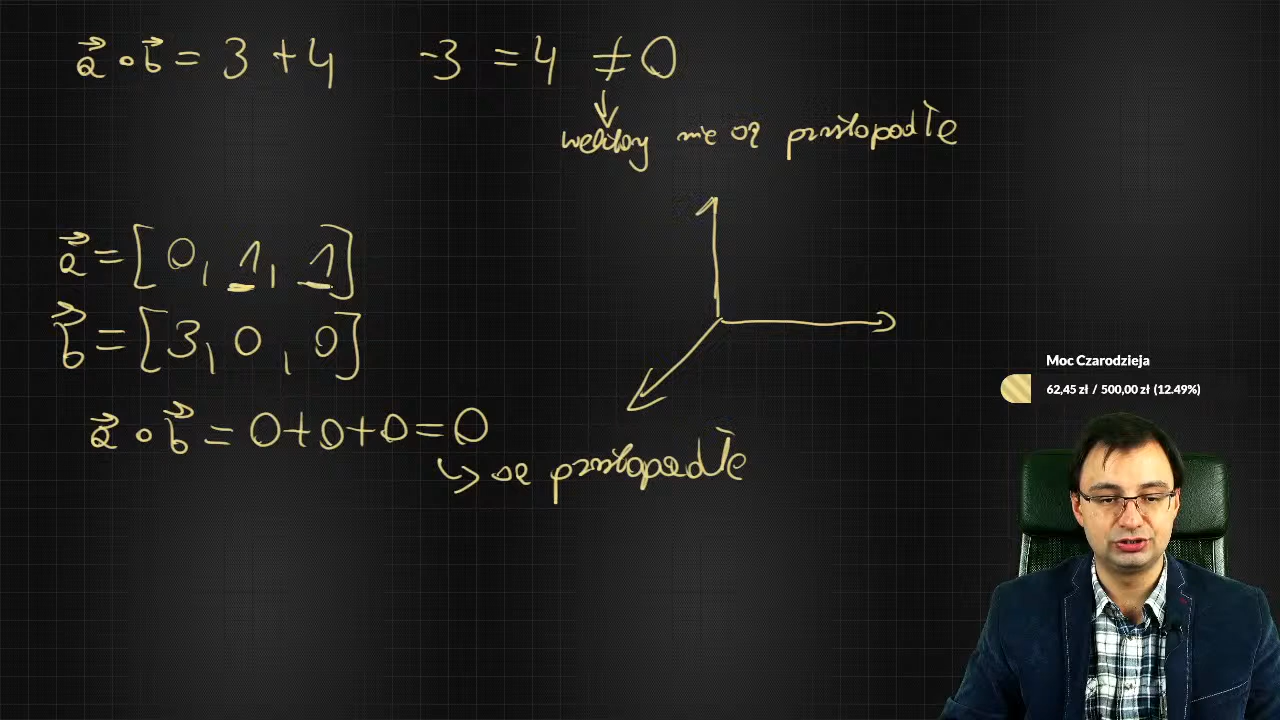 a⃗ ∘ b⃗ = 3 + 4 -3 = 4 ≠ 0
wektory nie są prostopadłe
a⃗ = [0, 1, 1]
b⃗ = [3, 0, 0]
a⃗ ∘ b⃗ = 0+0+0=0
↳ są prostopadłe
Moc Czarodzieja
62,45 zł / 500,00 zł (12.49%)